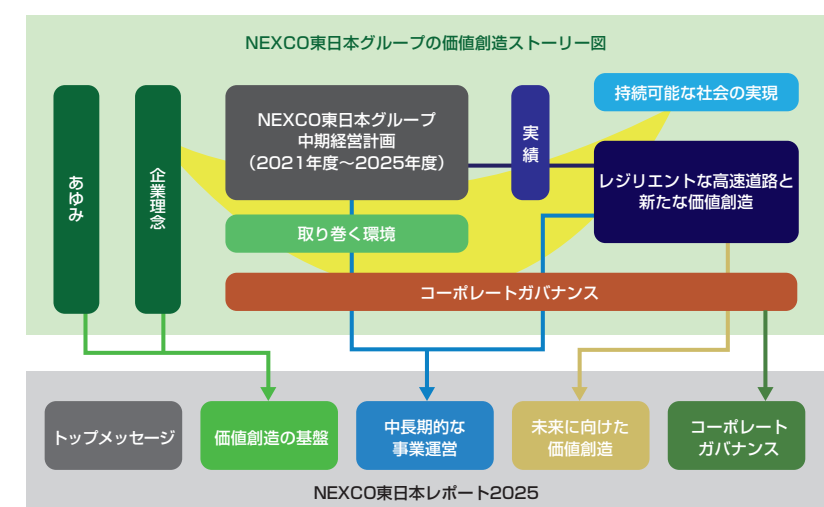 NEXCO東日本グループの価値創造ストーリー図
あゆみ
企業理念
NEXCO東日本グループ
中期経営計画
（2021年度～2025年度）
実績
持続可能な社会の実現
レジリエントな高速道路と
新たな価値創造
取り巻く環境
コーポレートガバナンス
トップメッセージ
価値創造の基盤
中長期的な
事業運営
未来に向けた
価値創造
コーポレート
ガバナンス
NEXCO東日本レポート2025